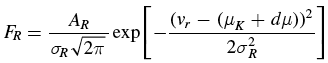 F_R = \frac{A_R}{\sigma_R \sqrt{2\pi}} \exp\left[ -\frac{(v_r - (\mu_K + d\mu))^2}{2\sigma_R^2} \right]